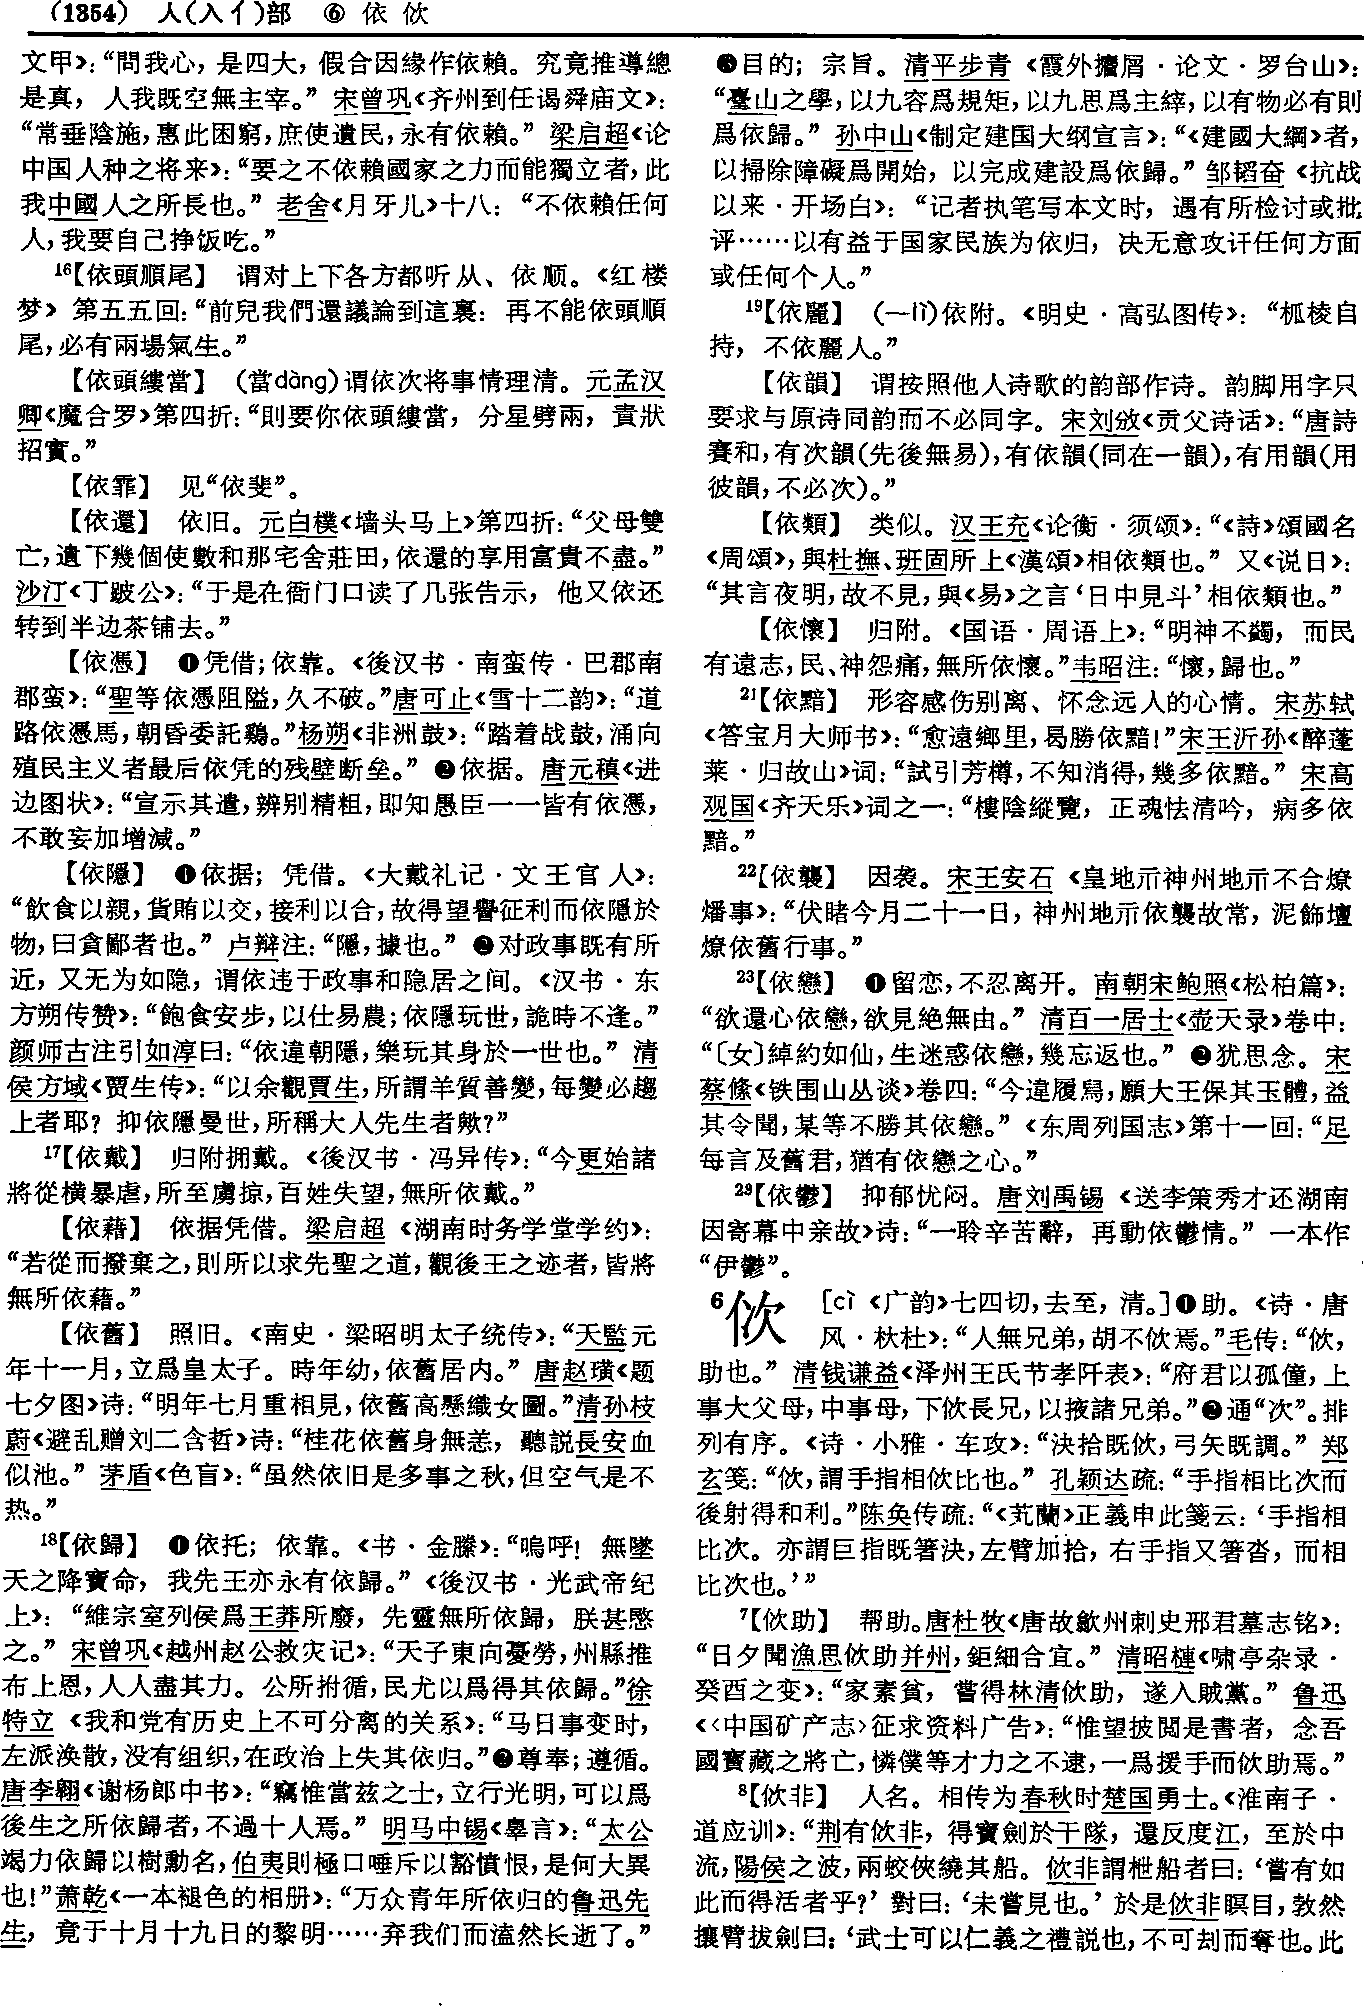 (1354) 人(入亻)部 ⑥ 依 佽
文甲》：“問我心，是四大，假合因緣作依賴。究竟推導總
是真，人我既空無主宰。”宋曾巩《齐州到任谒舜庙文》：
“常垂陰施，惠此困窮，庶使遺民，永有依賴。”梁启超《论
中国人种之将来》：“要之不依賴國家之力而能獨立者，此
我中國人之所長也。”老舍《月牙儿》十八：“不依賴任何
人，我要自己挣饭吃。”
¹⁶【依頭順尾】 谓对上下各方都听从、依顺。《红楼
梦》第五五回：“前兒我們還議論到這裏：再不能依頭順
尾，必有兩場氣生。”
【依頭縷當】 (當dàng)谓依次将事情理清。元孟汉
卿《魔合罗》第四折：“則要你依頭縷當，分星劈兩，責狀
招實。”
【依霏】 见“依斐”。
【依還】 依旧。元白樸《墙头马上》第四折：“父母雙
亡，遺下幾個使數和那宅舍莊田，依還的享用富貴不盡。”
沙汀《丁跛公》：“于是在衙门口读了几张告示，他又依还
转到半边茶铺去。”
【依憑】 ❶凭借；依靠。《後汉书·南蛮传·巴郡南
郡蛮》：“聖等依憑阻隘，久不破。”唐可止《雪十二韵》：“道
路依憑馬，朝昏委託鷄。”杨朔《非洲鼓》：“踏着战鼓，涌向
殖民主义者最后依凭的残壁断垒。”❷依据。唐元稹《进
边图状》：“宣示其遣，辨别精粗，即知愚臣一一皆有依憑，
不敢妄加增減。”
【依隱】 ❶依据；凭借。《大戴礼记·文王官人》：
“飲食以親，貨賄以交，接利以合，故得望譽征利而依隱於
物，曰貪鄙者也。”卢辩注：“隱，據也。”❷对政事既有所
近，又无为如隐，谓依违于政事和隐居之间。《汉书·东
方朔传赞》：“飽食安步，以仕易農；依隱玩世，詭時不逢。”
颜师古注引如淳曰：“依違朝隱，樂玩其身於一世也。”清
侯方域《贾生传》：“以余觀賈生，所謂羊質善變，每變必趨
上者耶？抑依隱曼世，所稱大人先生者歟？”
¹⁷【依戴】 归附拥戴。《後汉书·冯异传》：“今更始諸
將從橫暴虐，所至虜掠，百姓失望，無所依戴。”
【依藉】 依据凭借。梁启超《湖南时务学堂学约》：
“若從而撥棄之，則所以求先聖之道，觀後王之迹者，皆將
無所依藉。”
【依舊】 照旧。《南史·梁昭明太子统传》：“天監元
年十一月，立爲皇太子。時年幼，依舊居内。”唐赵璜《题
七夕图》诗：“明年七月重相見，依舊高懸織女圖。”清孙枝
蔚《避乱赠刘二含哲》诗：“桂花依舊身無恙，聽説長安血
似池。”茅盾《色盲》：“虽然依旧是多事之秋，但空气是不
热。”
¹⁸【依歸】 ❶依托；依靠。《书·金縢》：“嗚呼！無墜
天之降寶命，我先王亦永有依歸。”《後汉书·光武帝纪
上》：“維宗室列侯爲王莽所廢，先靈無所依歸，朕甚愍
之。”宋曾巩《越州赵公救灾记》：“天子東向憂勞，州縣推
布上恩，人人盡其力。公所拊循，民尤以爲得其依歸。”徐
特立《我和党有历史上不可分离的关系》：“马日事变时，
左派涣散，没有组织，在政治上失其依归。”❷尊奉；遵循。
唐李翱《谢杨郎中书》：“竊惟當兹之士，立行光明，可以爲
後生之所依歸者，不過十人焉。”明马中锡《辠言》：“太公
竭力依歸以樹勳名，伯夷則極口唾斥以豁憤恨，是何大異
也！”萧乾《一本褪色的相册》：“万众青年所依归的鲁迅先
生，竟于十月十九日的黎明……弃我们而溘然长逝了。”
❸目的；宗旨。清平步青《霞外攟屑·论文·罗台山》：
“臺山之學，以九容爲規矩，以九思爲主縡，以有物必有則
爲依歸。”孙中山《制定建国大纲宣言》：“《建國大綱》者，
以掃除障礙爲開始，以完成建設爲依歸。”邹韬奋《抗战
以来·开场白》：“记者执笔写本文时，遇有所检讨或批
评……以有益于国家民族为依归，决无意攻讦任何方面
或任何个人。”
¹⁹【依麗】 (—lì)依附。《明史·高弘图传》：“柧棱自
持，不依麗人。”
【依韻】 谓按照他人诗歌的韵部作诗。韵脚用字只
要求与原诗同韵而不必同字。宋刘攽《贡父诗话》：“唐詩
賡和，有次韻(先後無易)，有依韻(同在一韻)，有用韻(用
彼韻，不必次)。”
【依類】 类似。汉王充《论衡·须颂》：“《詩》頌國名
《周頌》，與杜撫、班固所上《漢頌》相依類也。”又《说日》：
“其言夜明，故不見，與《易》之言‘日中見斗’相依類也。”
【依懷】 归附。《国语·周语上》：“明神不蠲，而民
有遠志，民、神怨痛，無所依懷。”韦昭注：“懷，歸也。”
²¹【依黯】 形容感伤别离、怀念远人的心情。宋苏轼
《答宝月大师书》：“愈遠鄉里，曷勝依黯！”宋王沂孙《醉蓬
莱·归故山》词：“試引芳樽，不知消得，幾多依黯。”宋高
观国《齐天乐》词之一：“樓陰縱覽，正魂怯清吟，病多依
黯。”
²²【依襲】 因袭。宋王安石《皇地示神州地示不合燎
燔事》：“伏睹今月二十一日，神州地示依襲故常，泥飾壇
燎依舊行事。”
²³【依戀】 ❶留恋，不忍离开。南朝宋鲍照《松柏篇》：
“欲還心依戀，欲見絶無由。”清百一居士《壶天录》卷中：
“〔女〕綽約如仙，生迷惑依戀，幾忘返也。”❷犹思念。宋
蔡絛《铁围山丛谈》卷四：“今違履舄，願大王保其玉體，益
其令聞，某等不勝其依戀。”《东周列国志》第十一回：“足
每言及舊君，猶有依戀之心。”
²⁹【依鬱】 抑郁忧闷。唐刘禹锡《送李策秀才还湖南
因寄幕中亲故》诗：“一聆辛苦辭，再動依鬱情。”一本作
“伊鬱”。
⁶佽 [cì《广韵》七四切，去至，清。]❶助。《诗·唐
风·杕杜》：“人無兄弟，胡不佽焉。”毛传：“佽，
助也。”清钱谦益《泽州王氏节孝阡表》：“府君以孤僮，上
事大父母，中事母，下佽長兄，以掖諸兄弟。”❷通“次”。排
列有序。《诗·小雅·车攻》：“決拾既佽，弓矢既調。”郑
玄笺：“佽，謂手指相佽比也。”孔颖达疏：“手指相比次而
後射得和利。”陈奂传疏：“《芄蘭》正義申此箋云：‘手指相
比次。亦謂巨指既箸決，左臂加拾，右手指又箸沓，而相
比次也。’”
⁷【佽助】 帮助。唐杜牧《唐故歙州刺史邢君墓志铭》：
“日夕聞漁思佽助并州，鉅細合宜。”清昭槤《啸亭杂录·
癸酉之变》：“家素貧，嘗得林清佽助，遂入賊黨。”鲁迅
《〈中国矿产志〉征求资料广告》：“惟望披閲是書者，念吾
國寶藏之將亡，憐僕等才力之不逮，一爲援手而佽助焉。”
⁸【佽非】 人名。相传为春秋时楚国勇士。《淮南子·
道应训》：“荆有佽非，得寶劍於干隊，還反度江，至於中
流，陽侯之波，兩蛟俠繞其船。佽非謂枻船者曰：‘嘗有如
此而得活者乎？’對曰：‘未嘗見也。’於是佽非瞑目，敦然
攘臂拔劍曰：‘武士可以仁義之禮説也，不可刦而奪也。此